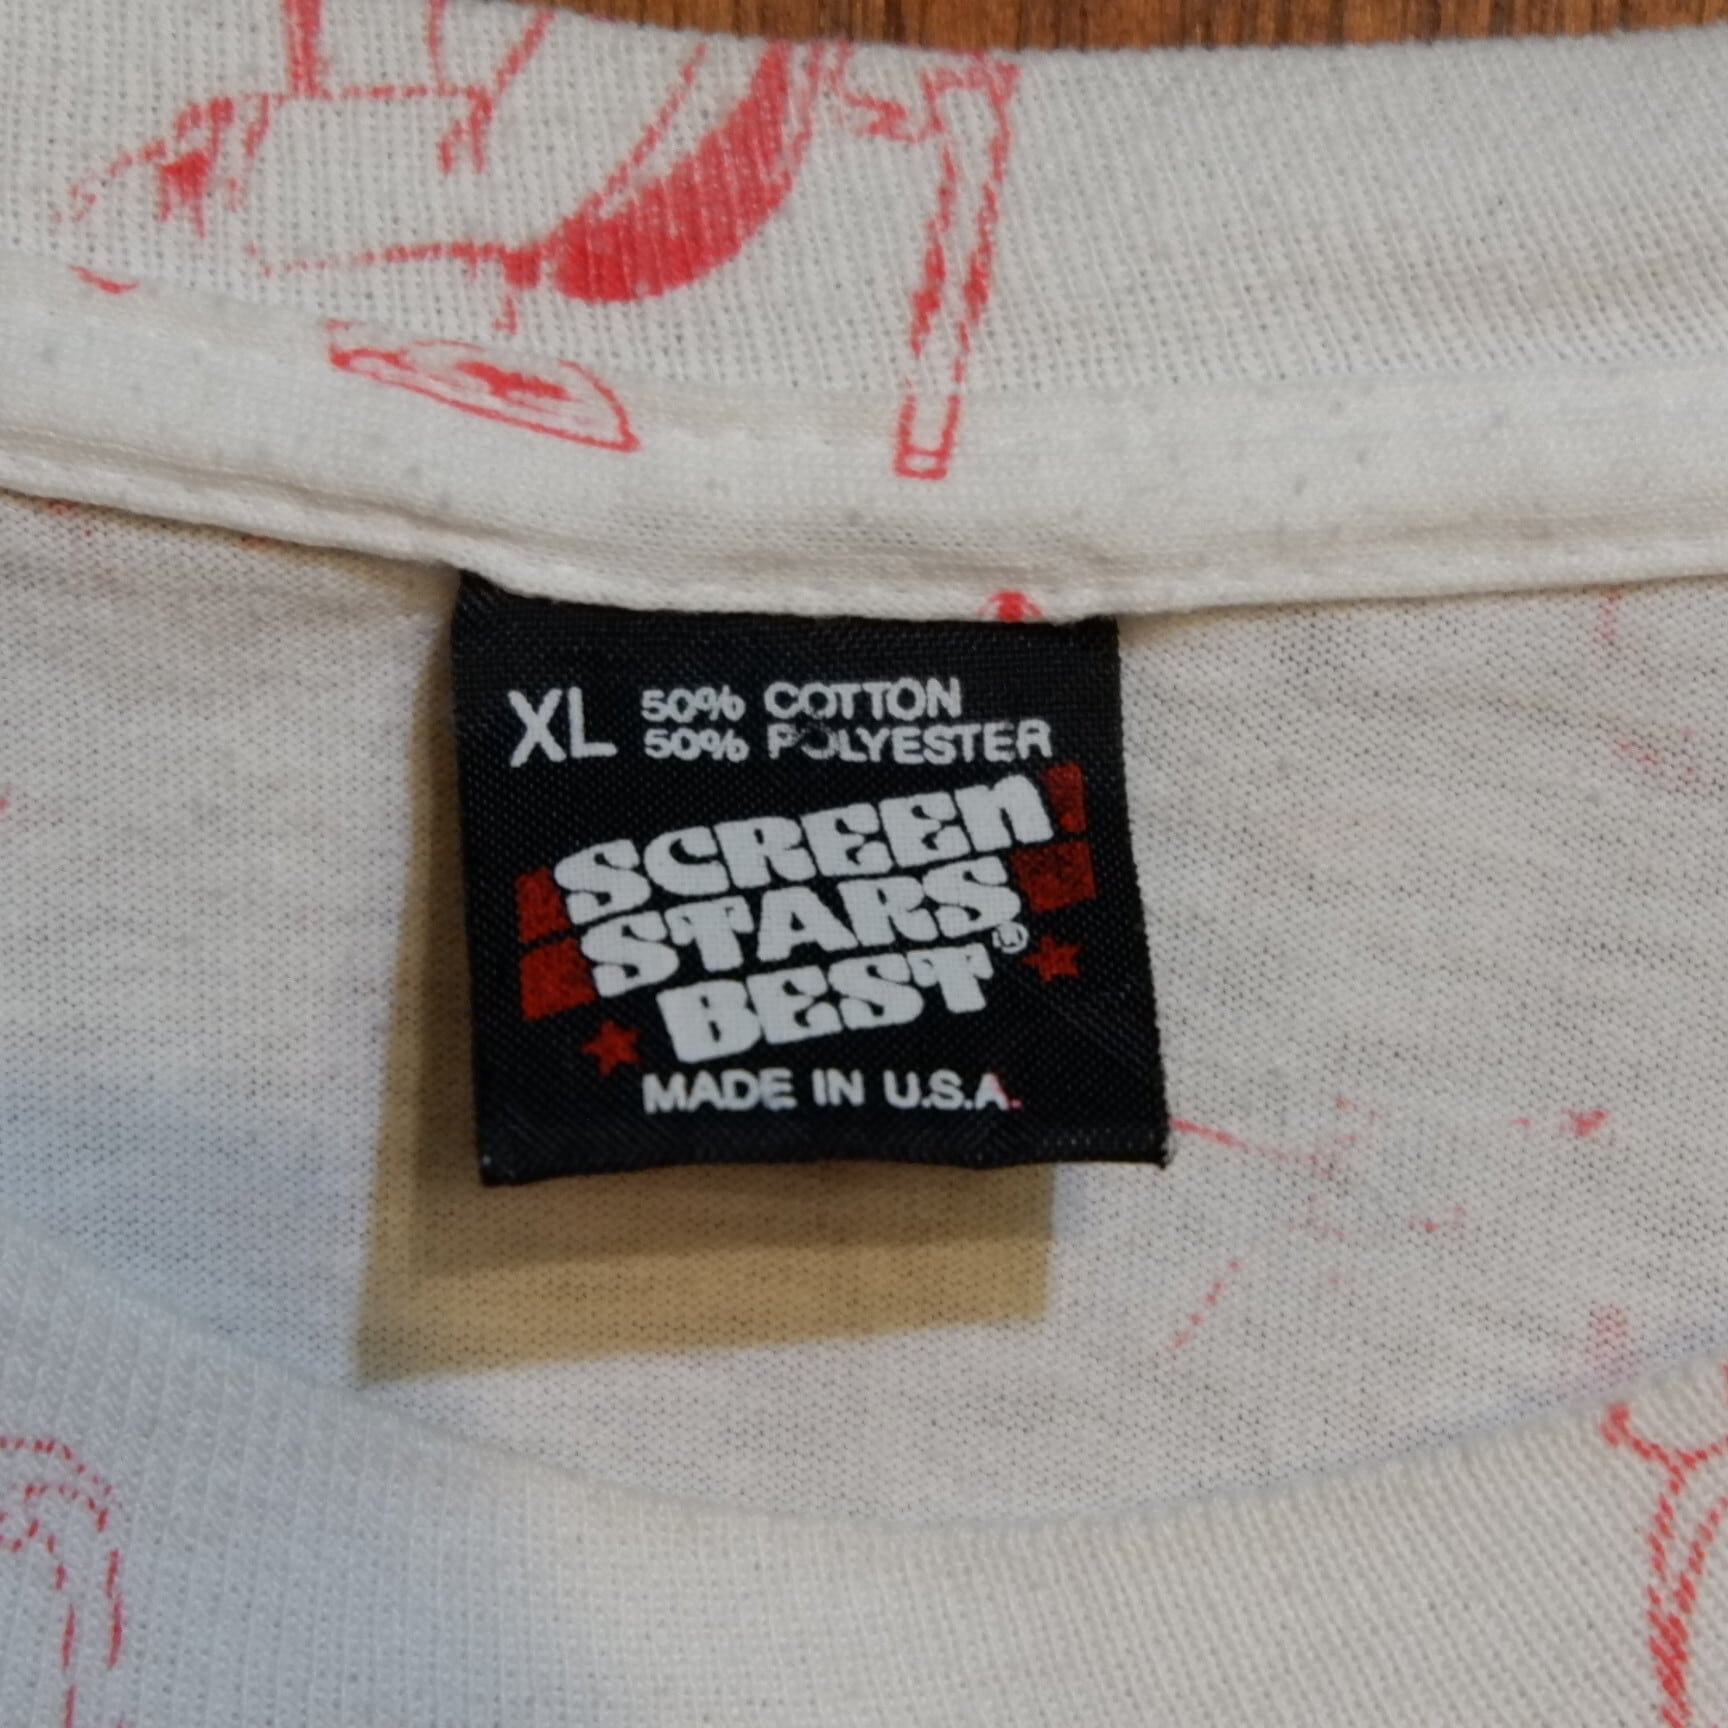 XL 50% COTTON
50% POLYESTER
SCREEN
STARS
BEST®
MADE IN U.S.A.